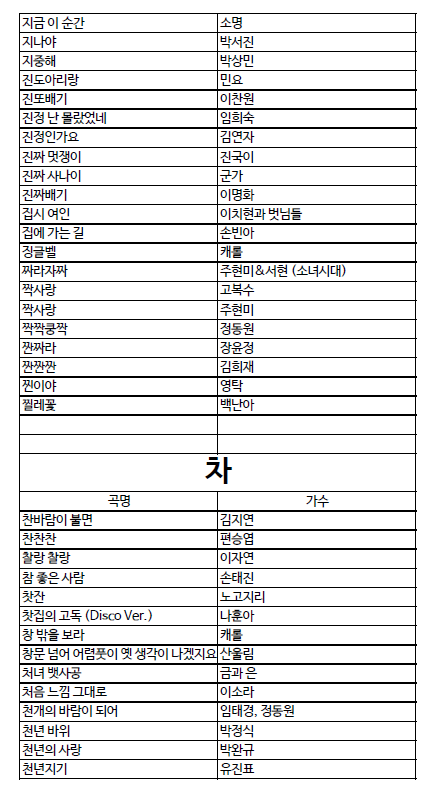 지금 이 순간 소명
지나야 박서진
지중해 박상민
진도아리랑 민요
진또배기 이찬원
진정 난 몰랐었네 임희숙
진정인가요 김연자
진짜 멋쟁이 진국이
진짜 사나이 군가
진짜배기 이명화
집시 여인 이치현과 벗님들
집에 가는 길 손빈아
징글벨 캐롤
짜라자짜 주현미&서현 (소녀시대)
짝사랑 고복수
짝사랑 주현미
짝짝쿵짝 정동원
짠짜라 장윤정
짠짠짠 김희재
찐이야 영탁
찔레꽃 백난아
차
곡명 가수
찬바람이 불면 김지연
찬찬찬 편승엽
찰랑 찰랑 이자연
참 좋은 사람 손태진
찻잔 노고지리
찻집의 고독 (Disco Ver.) 나훈아
창 밖을 보라 캐롤
창문 넘어 어렴풋이 옛 생각이 나겠지요 산울림
처녀 뱃사공 금과 은
처음 느낌 그대로 이소라
천개의 바람이 되어 임태경, 정동원
천년 바위 박정식
천년의 사랑 박완규
천년지기 유진표